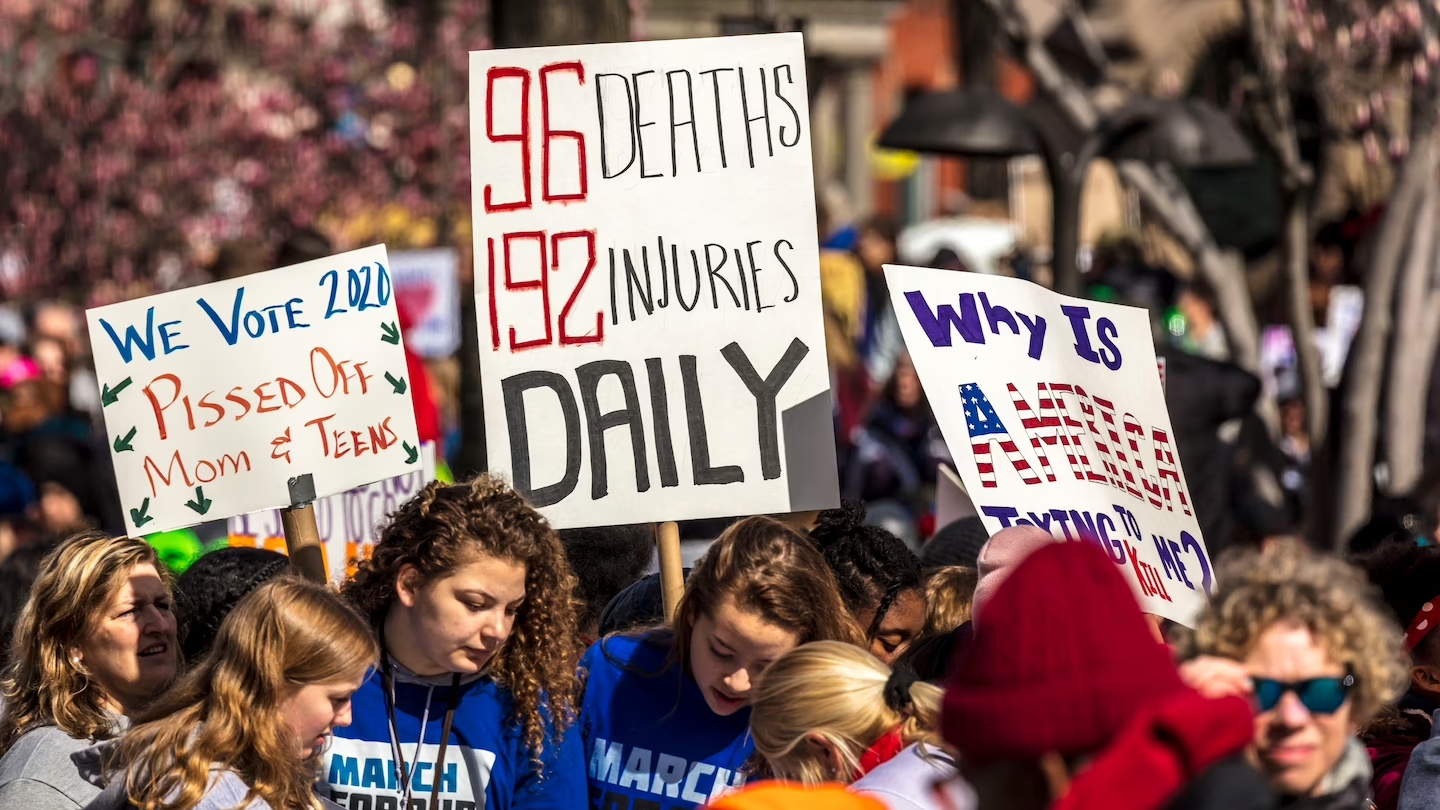 WE VOTE 2020
PISSED OFF
MOM & TEENS
96 DEATHS
192 INJURIES
DAILY
Why Is
AMERICA
TRYING TO
KILL ME?
MARCH
MARCH